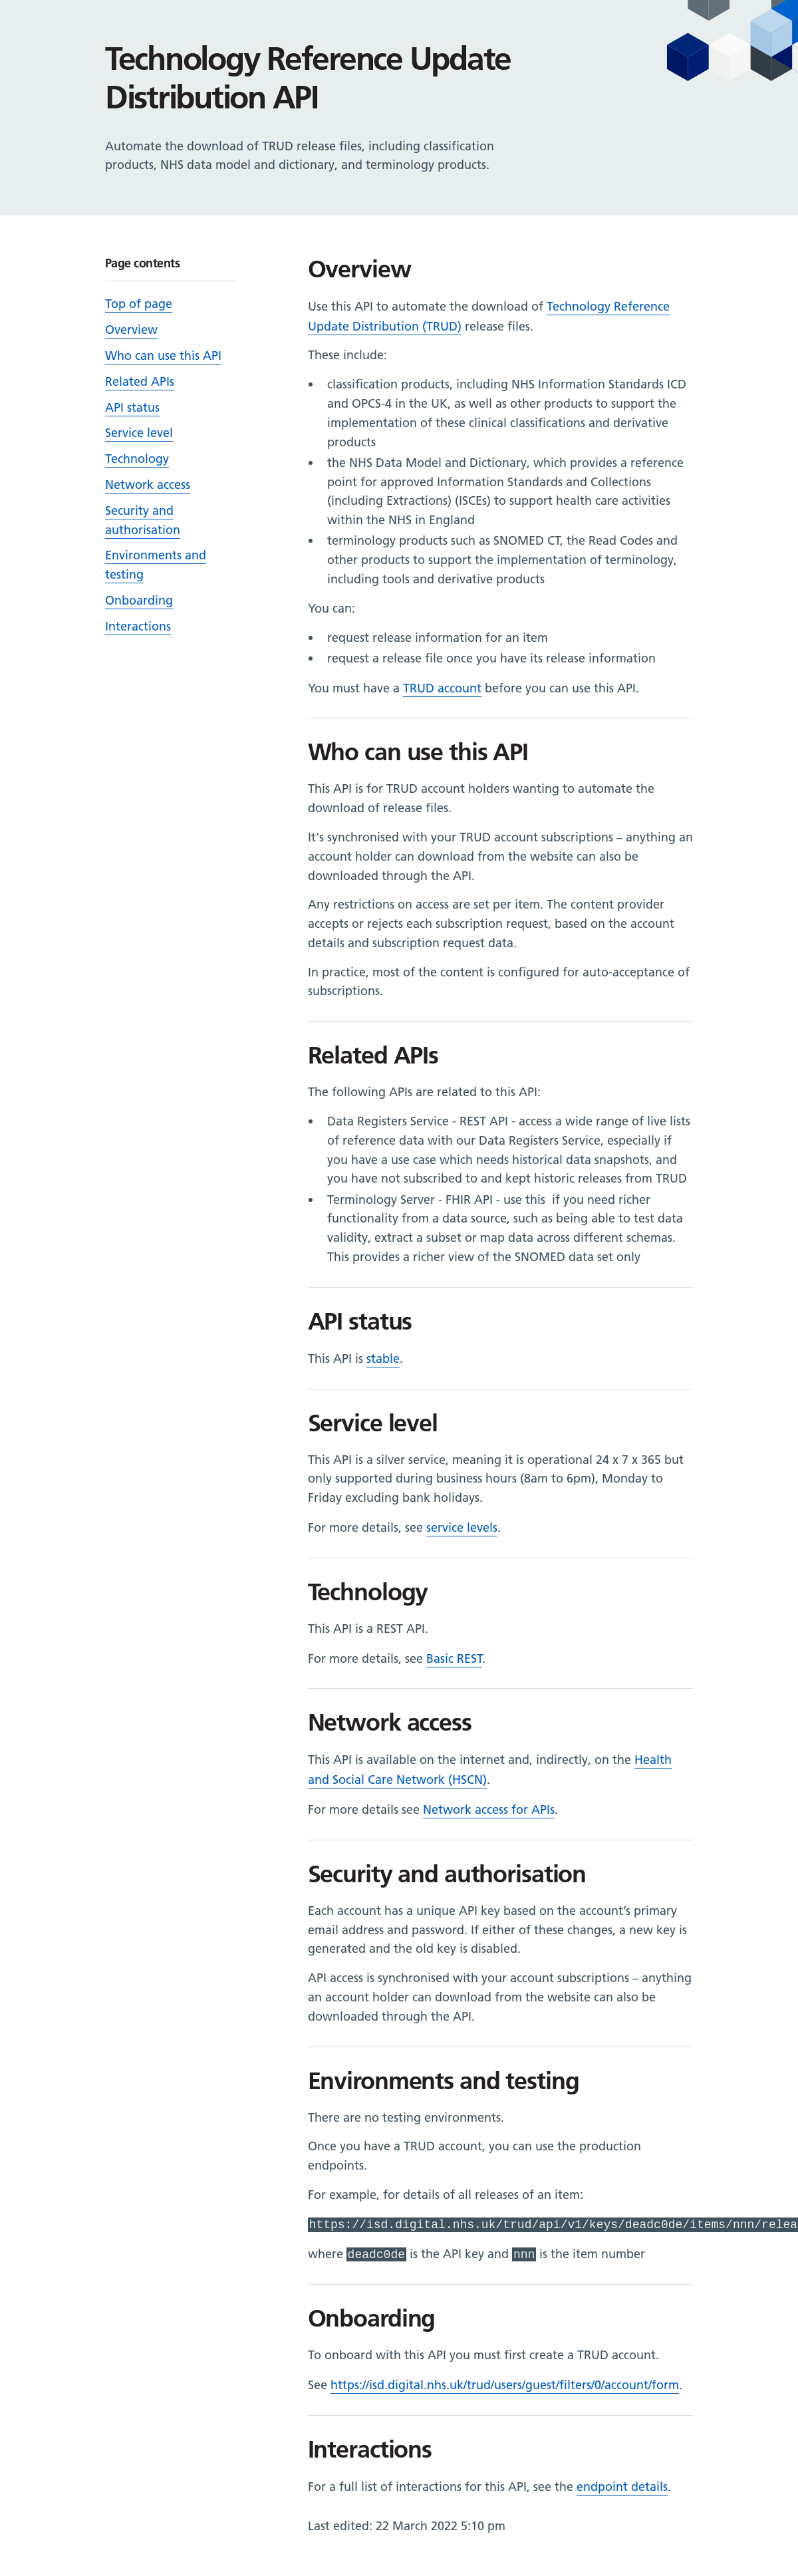 Technology Reference Update
Distribution API
Automate the download of TRUD release files, including classification
products, NHS data model and dictionary, and terminology products.
Page contents
Top of page
Overview
Who can use this API
Related APIs
API status
Service level
Technology
Network access
Security and
authorisation
Environments and
testing
Onboarding
Interactions
Overview
Use this API to automate the download of Technology Reference
Update Distribution (TRUD) release files.
These include:
• classification products, including NHS Information Standards ICD
and OPCS-4 in the UK, as well as other products to support the
implementation of these clinical classifications and derivative
products
• the NHS Data Model and Dictionary, which provides a reference
point for approved Information Standards and Collections
(including Extractions) (ISCEs) to support health care activities
within the NHS in England
• terminology products such as SNOMED CT, the Read Codes and
other products to support the implementation of terminology,
including tools and derivative products
You can:
• request release information for an item
• request a release file once you have its release information
You must have a TRUD account before you can use this API.
Who can use this API
This API is for TRUD account holders wanting to automate the
download of release files.
It's synchronised with your TRUD account subscriptions – anything an
account holder can download from the website can also be
downloaded through the API.
Any restrictions on access are set per item. The content provider
accepts or rejects each subscription request, based on the account
details and subscription request data.
In practice, most of the content is configured for auto-acceptance of
subscriptions.
Related APIs
The following APIs are related to this API:
• Data Registers Service - REST API - access a wide range of live lists
of reference data with our Data Registers Service, especially if
you have a use case which needs historical data snapshots, and
you have not subscribed to and kept historic releases from TRUD
• Terminology Server - FHIR API - use this  if you need richer
functionality from a data source, such as being able to test data
validity, extract a subset or map data across different schemas.
This provides a richer view of the SNOMED data set only
API status
This API is stable.
Service level
This API is a silver service, meaning it is operational 24 x 7 x 365 but
only supported during business hours (8am to 6pm), Monday to
Friday excluding bank holidays.
For more details, see service levels.
Technology
This API is a REST API.
For more details, see Basic REST.
Network access
This API is available on the internet and, indirectly, on the Health
and Social Care Network (HSCN).
For more details see Network access for APIs.
Security and authorisation
Each account has a unique API key based on the account’s primary
email address and password. If either of these changes, a new key is
generated and the old key is disabled.
API access is synchronised with your account subscriptions – anything
an account holder can download from the website can also be
downloaded through the API.
Environments and testing
There are no testing environments.
Once you have a TRUD account, you can use the production
endpoints.
For example, for details of all releases of an item:
https://isd.digital.nhs.uk/trud/api/v1/keys/deadc0de/items/nnn/relea
where deadc0de is the API key and nnn is the item number
Onboarding
To onboard with this API you must first create a TRUD account.
See https://isd.digital.nhs.uk/trud/users/guest/filters/0/account/form.
Interactions
For a full list of interactions for this API, see the endpoint details.
Last edited: 22 March 2022 5:10 pm